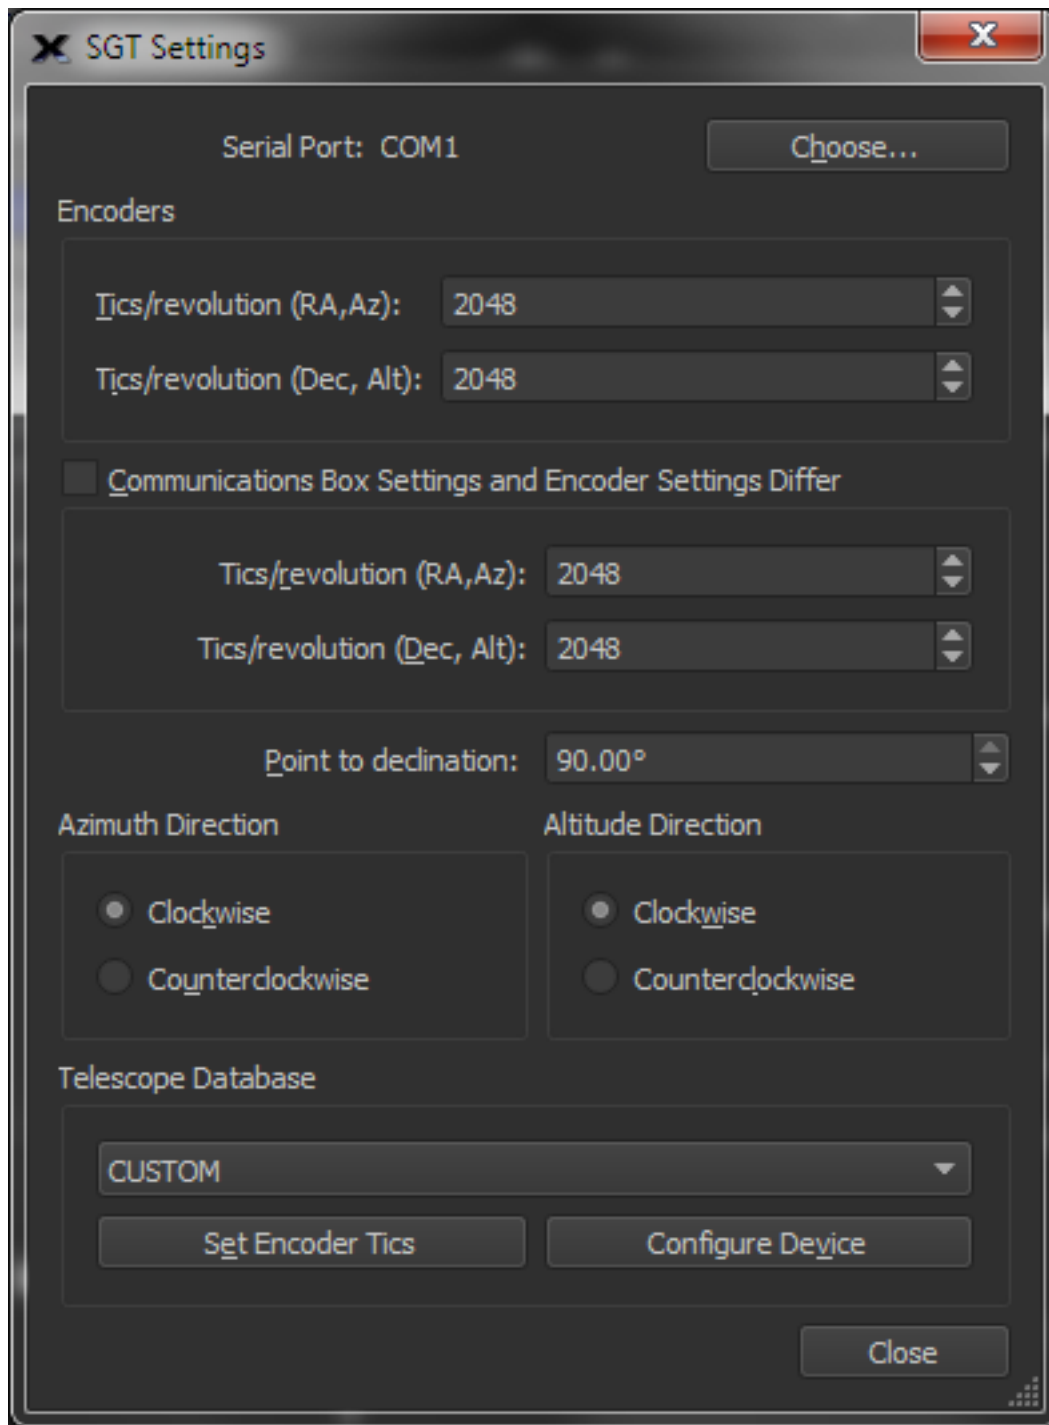 SGT Settings
Serial Port: COM1 Choose...
Encoders
Tics/revolution (RA,Az): 2048
Tics/revolution (Dec, Alt): 2048
Communications Box Settings and Encoder Settings Differ
Tics/revolution (RA,Az): 2048
Tics/revolution (Dec, Alt): 2048
Point to declination: 90.00°
Azimuth Direction Altitude Direction
Clockwise Clockwise
Counterclockwise Counterclockwise
Telescope Database
CUSTOM
Set Encoder Tics Configure Device
Close